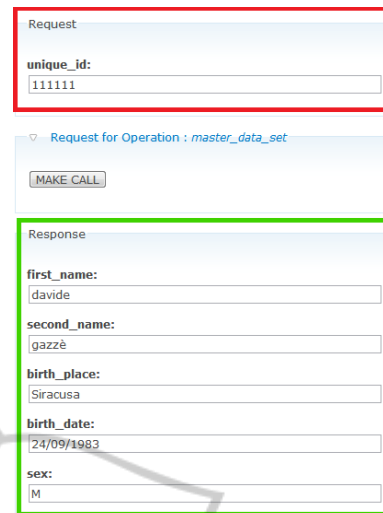 Request
unique_id:
111111
Request for Operation : master_data_set
MAKE CALL
Response
first_name:
davide
second_name:
gazzè
birth_place:
Siracusa
birth_date:
24/09/1983
sex:
M